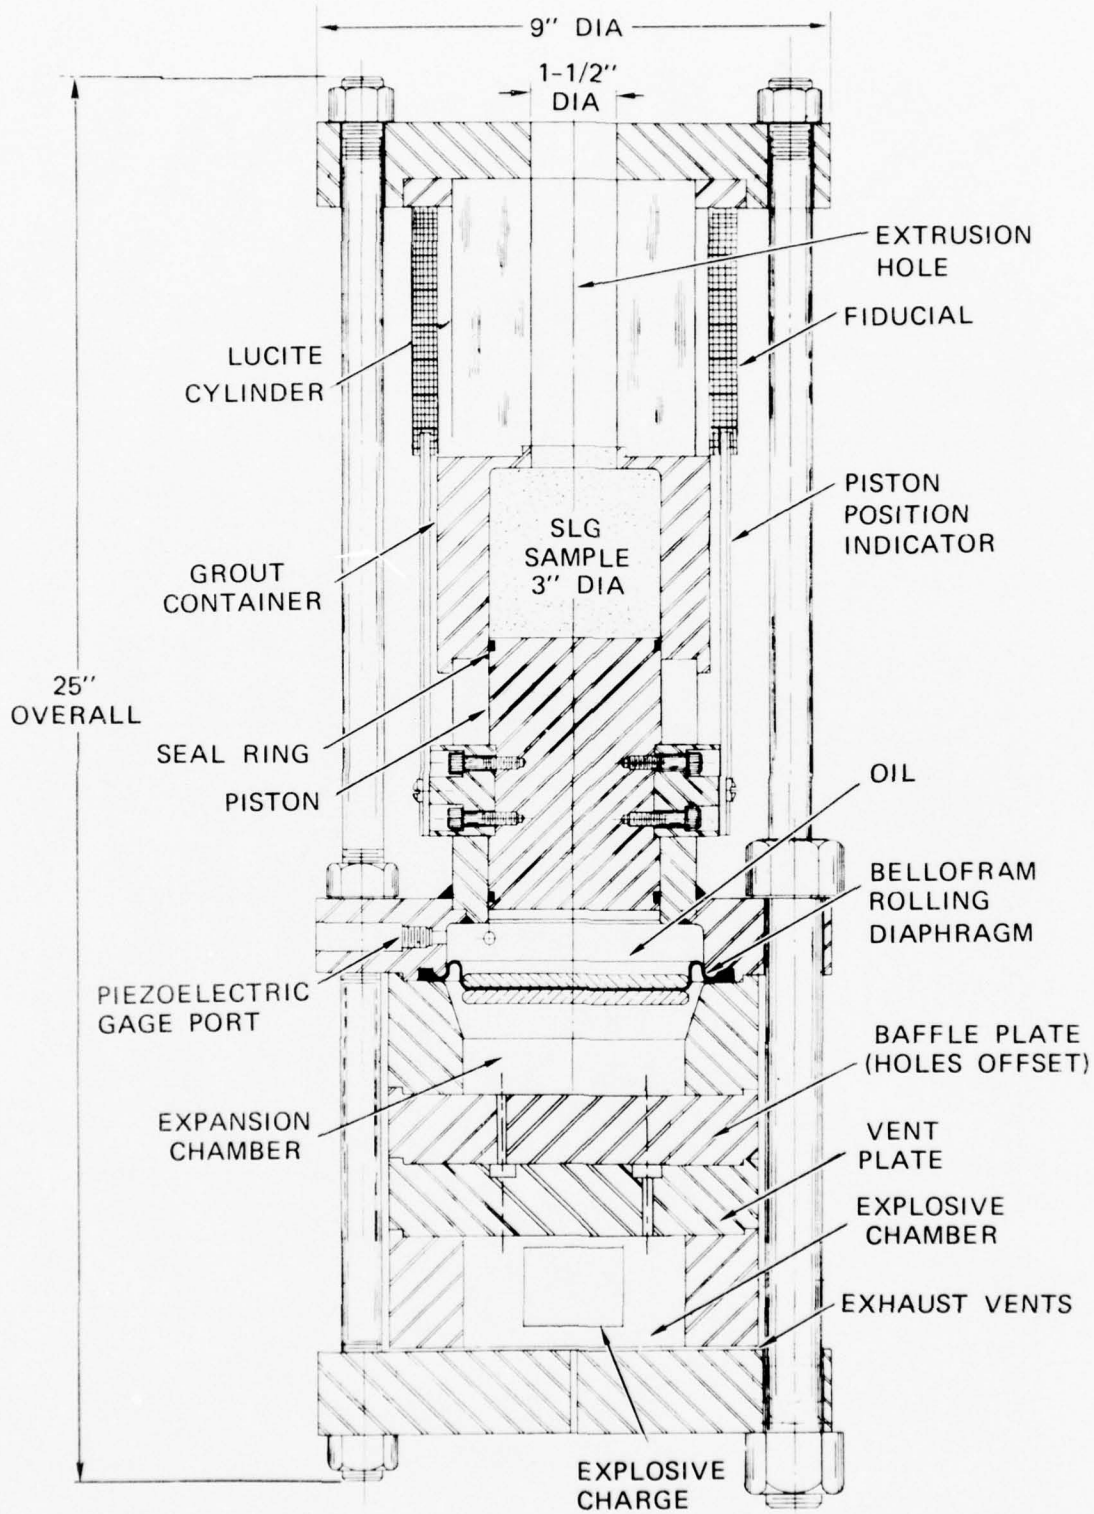 9" DIA
1-1/2"
DIA
EXTRUSION
HOLE
FIDUCIAL
LUCITE
CYLINDER
PISTON
POSITION
INDICATOR
SLG
SAMPLE
3" DIA
GROUT
CONTAINER
25"
OVERALL
SEAL RING
PISTON
OIL
BELLOFRAM
ROLLING
DIAPHRAGM
PIEZOELECTRIC
GAGE PORT
BAFFLE PLATE
(HOLES OFFSET)
EXPANSION
CHAMBER
VENT
PLATE
EXPLOSIVE
CHAMBER
EXHAUST VENTS
EXPLOSIVE
CHARGE